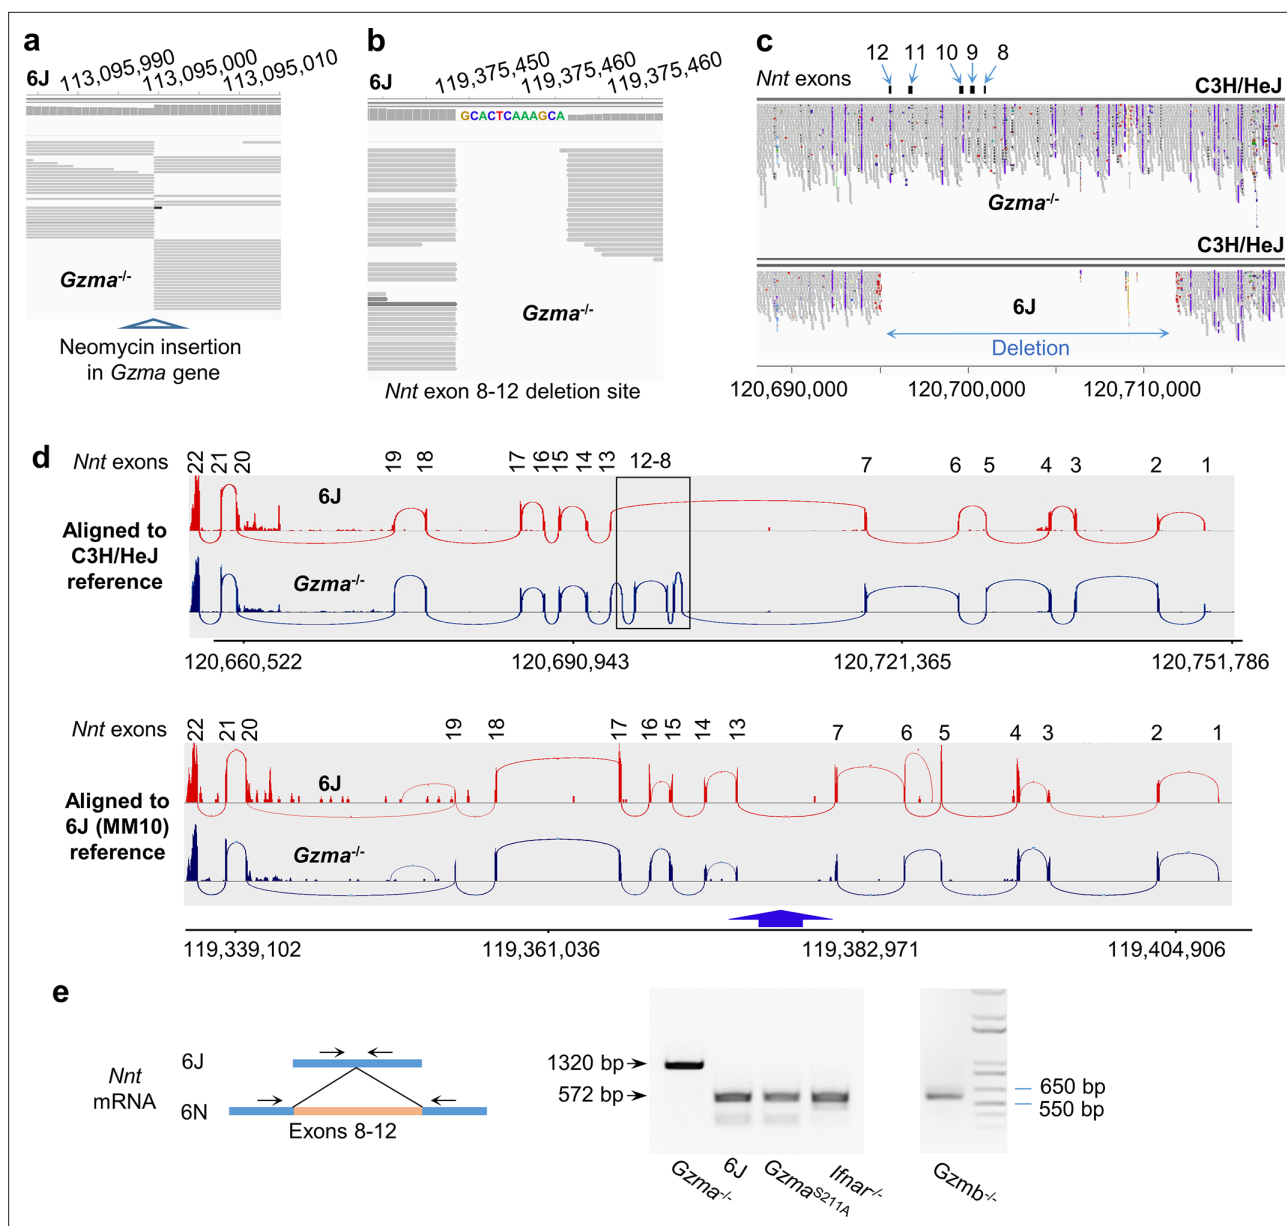 a
6J
113,095,990
113,095,000
113,095,010
Gzma-/-
Neomycin insertion
in Gzma gene
b
6J
119,375,450
119,375,460
119,375,460
GCACTCAAAGCA
Gzma-/-
Nnt exon 8-12 deletion site
c
12 11 10 9 8
Nnt exons
C3H/HeJ
Gzma-/-
C3H/HeJ
6J
Deletion
120,690,000 120,700,000 120,710,000
d
Nnt exons
22 21 20 19 18 17 16 15 14 13 12-8 7 6 5 4 3 2 1
Aligned to
C3H/HeJ
reference
6J
Gzma-/-
120,660,522 120,690,943 120,721,365 120,751,786
Nnt exons
22 21 20 19 18 17 16 15 14 13 7 6 5 4 3 2 1
Aligned to
6J (MM10)
reference
6J
Gzma-/-
119,339,102 119,361,036 119,382,971 119,404,906
e
Nnt
mRNA
6J
6N
Exons 8-12
1320 bp
572 bp
Gzma-/-
6J
GzmaS211A
Ifnar-/-
650 bp
550 bp
Gzmb-/-